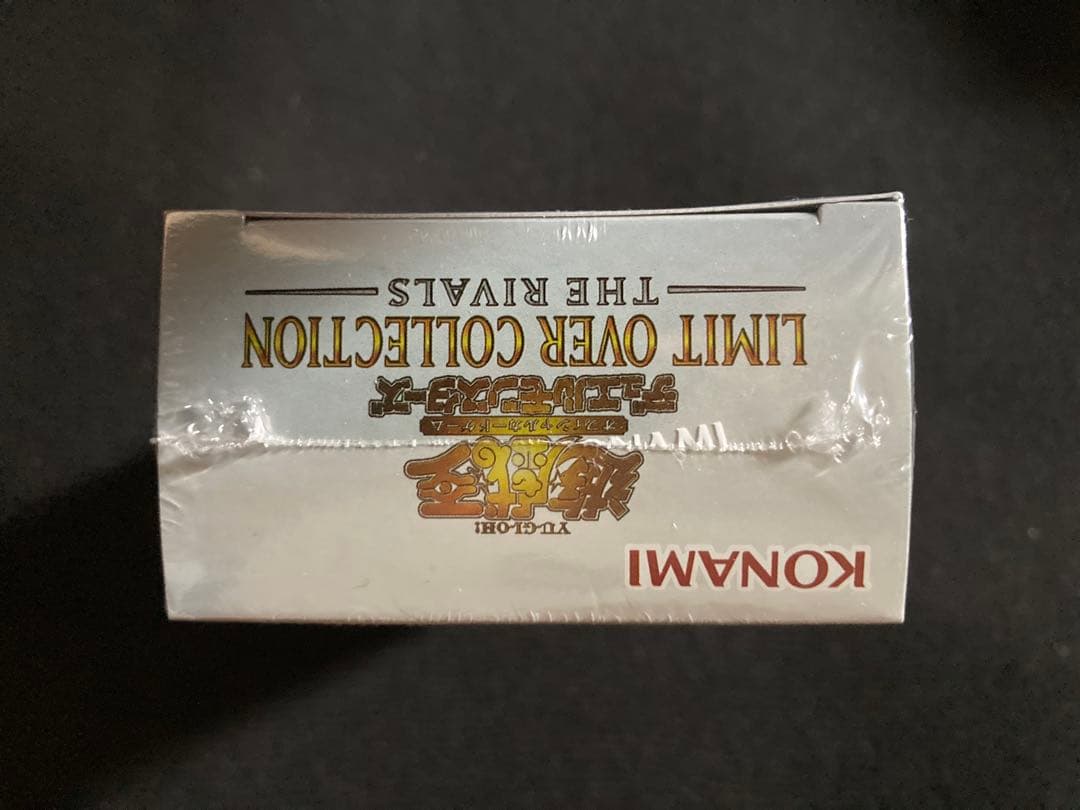 KONAMI
YU-GI-OH!
遊戯王
オフィシャルカードゲーム
デュエルモンスターズ
LIMIT OVER COLLECTION
THE RIVALS